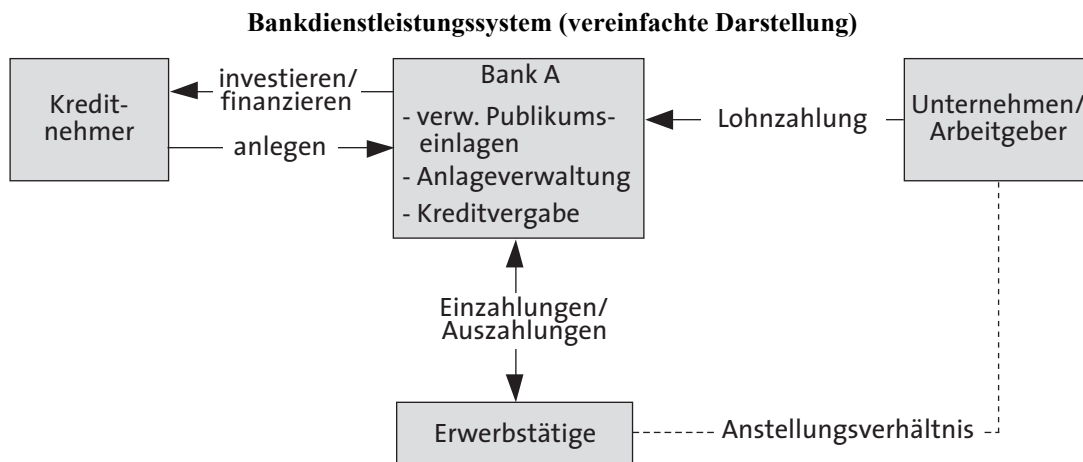 Bankdienstleistungssystem (vereinfachte Darstellung)
Kredit-
nehmer
investieren/
finanzieren
anlegen
Bank A
- verw. Publikums-
einlagen
- Anlageverwaltung
- Kreditvergabe
Lohnzahlung
Unternehmen/
Arbeitgeber
Einzahlungen/
Auszahlungen
Erwerbstätige
Anstellungsverhältnis